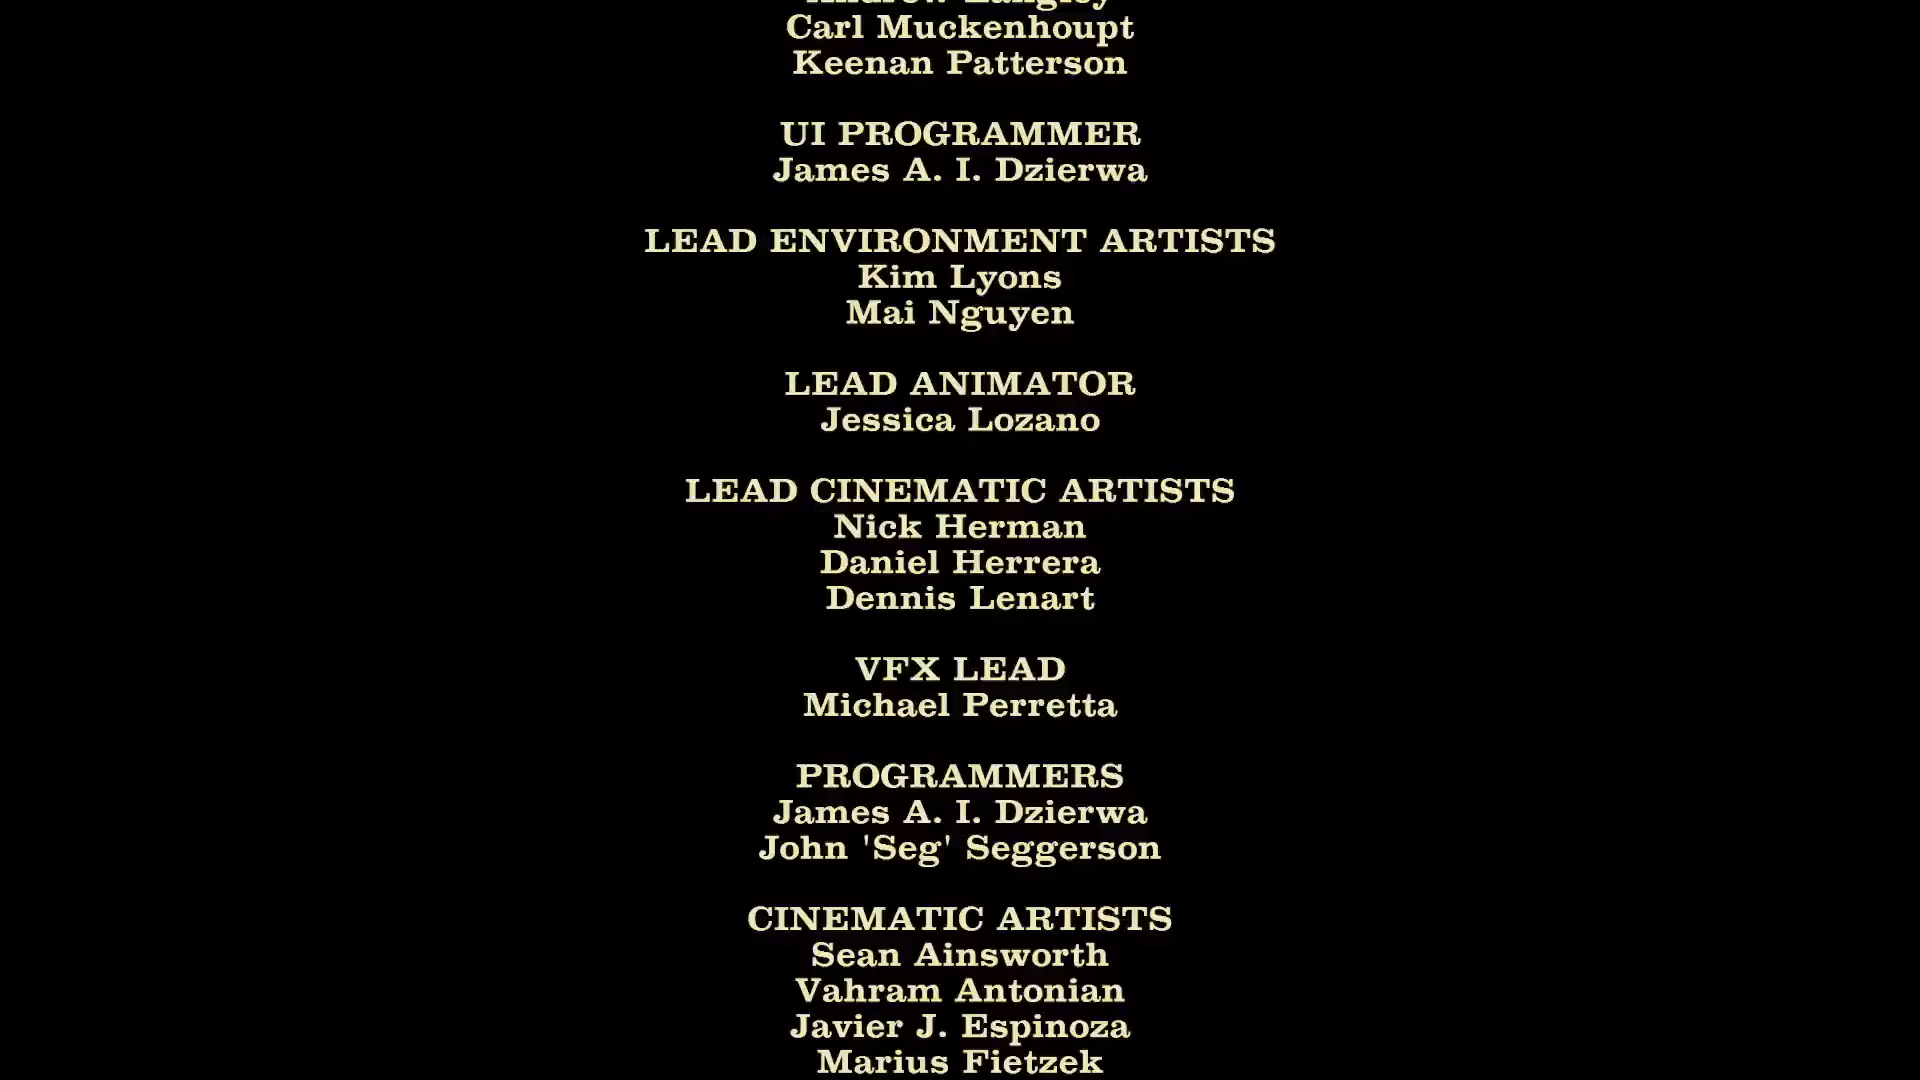 Carl Muckenhoupt
Keenan Patterson
UI PROGRAMMER
James A. I. Dzierwa
LEAD ENVIRONMENT ARTISTS
Kim Lyons
Mai Nguyen
LEAD ANIMATOR
Jessica Lozano
LEAD CINEMATIC ARTISTS
Nick Herman
Daniel Herrera
Dennis Lenart
VFX LEAD
Michael Perretta
PROGRAMMERS
James A. I. Dzierwa
John 'Seg' Seggerson
CINEMATIC ARTISTS
Sean Ainsworth
Vahram Antonian
Javier J. Espinoza
Marius Fietzek